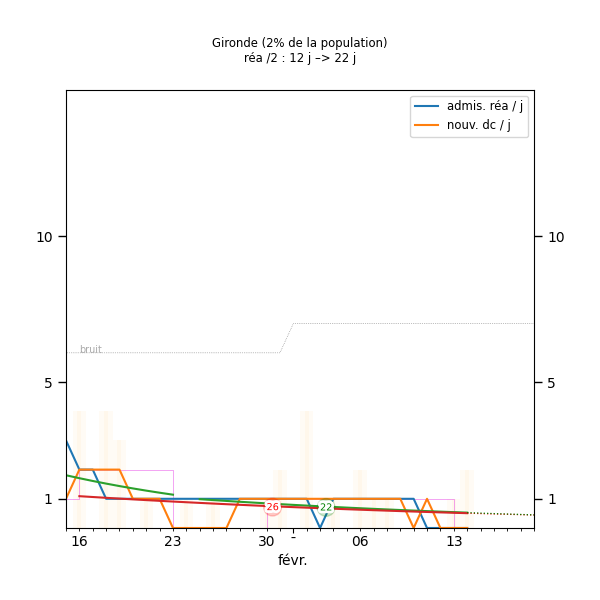 Gironde (2% de la population)
réa /2 : 12 j –> 22 j
admis. réa / j
nouv. dc / j
10
10
bruit
5
5
1
1
26
22
16
23
30
-
06
13
févr.